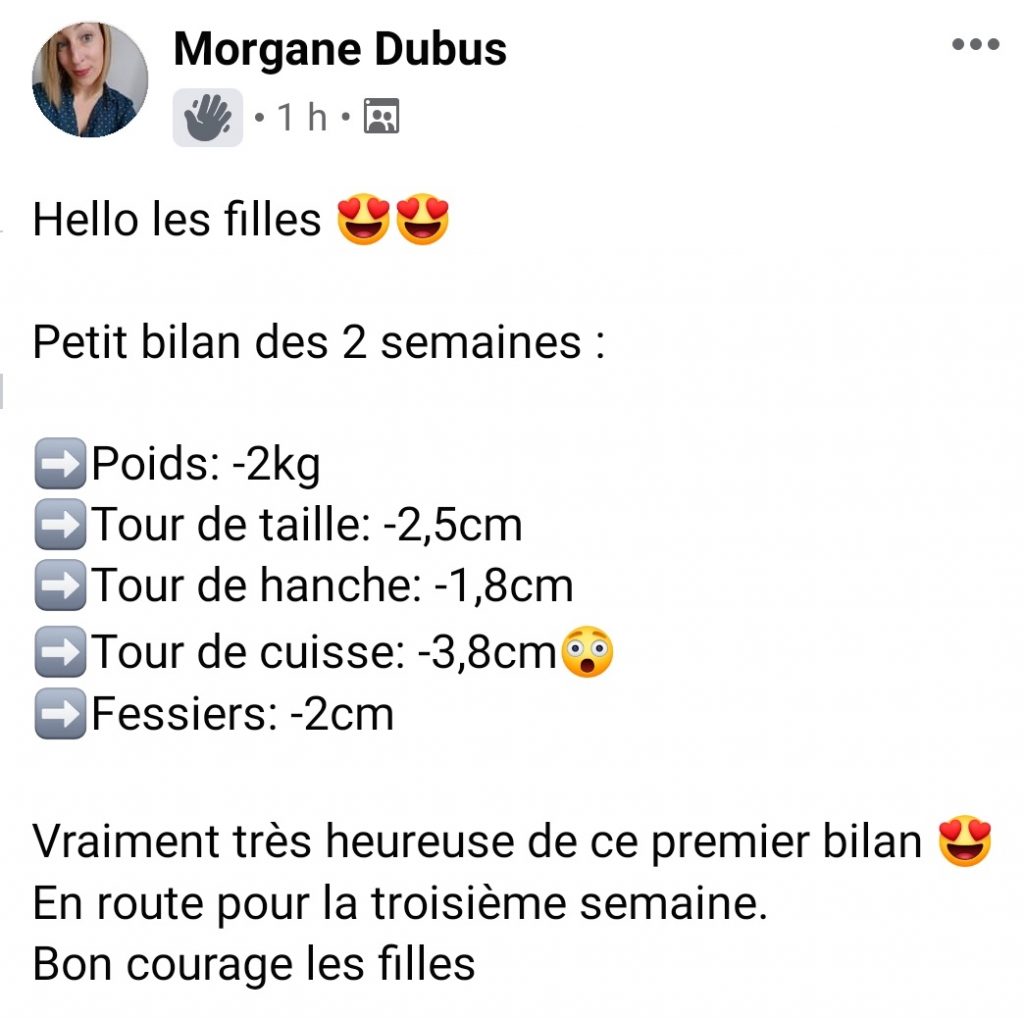 Morgane Dubus
• 1 h •
Hello les filles 😍😍
Petit bilan des 2 semaines :
➡️Poids: -2kg
➡️Tour de taille: -2,5cm
➡️Tour de hanche: -1,8cm
➡️Tour de cuisse: -3,8cm😲
➡️Fessiers: -2cm
Vraiment très heureuse de ce premier bilan 😍
En route pour la troisième semaine.
Bon courage les filles